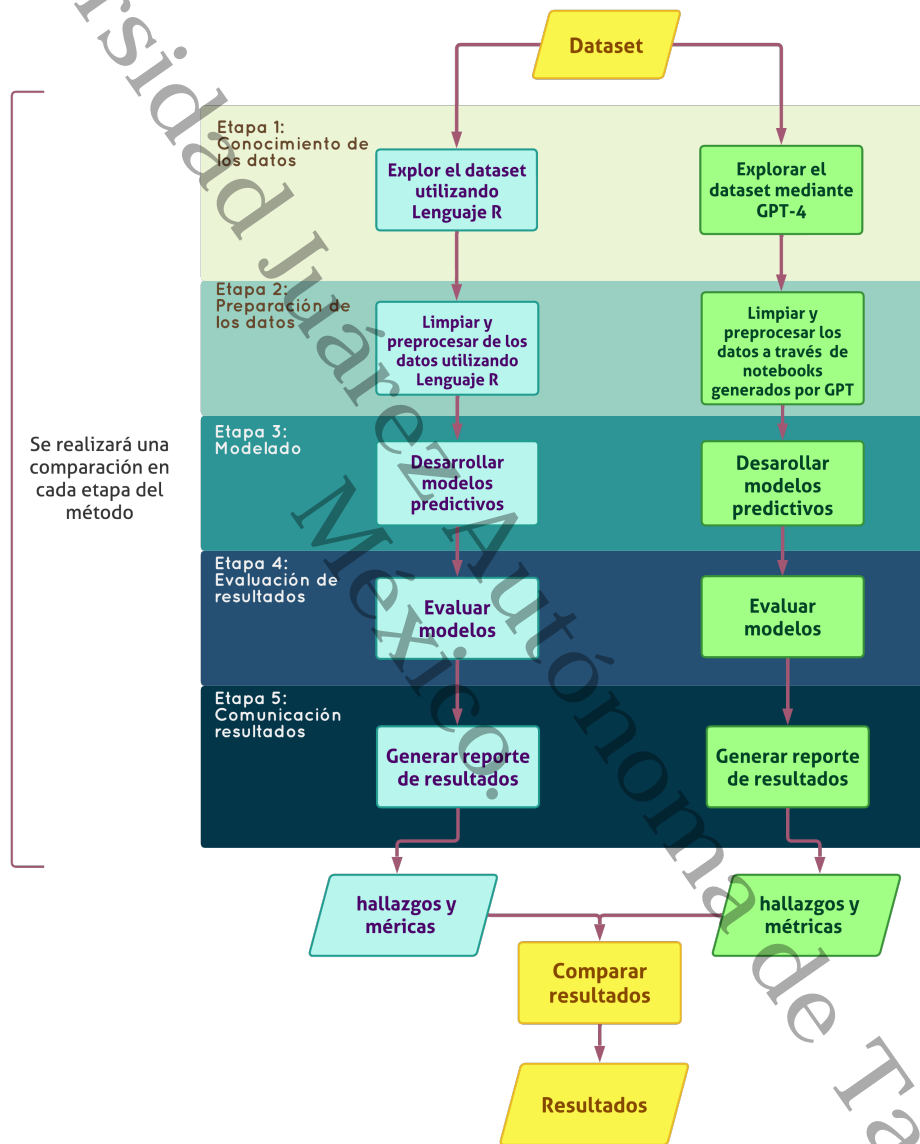 Dataset
Etapa 1:
Conocimiento de
los datos
Explor el dataset
utilizando
Lenguaje R
Explorar el
dataset mediante
GPT-4
Etapa 2:
Preparación de
los datos
Limpiar y
preprocesar de los
datos utilizando
Lenguaje R
Limpiar y
preprocesar los
datos a través de
notebooks
generados por GPT
Se realizará una
comparación en
cada etapa del
método
Etapa 3:
Modelado
Desarrollar
modelos
predictivos
Desarollar
modelos
predictivos
Etapa 4:
Evaluación de
resultados
Evaluar
modelos
Evaluar
modelos
Etapa 5:
Comunicación
resultados
Generar reporte
de resultados
Generar reporte
de resultados
hallazgos y
méricas
hallazgos y
métricas
Comparar
resultados
Resultados
rsidad Juárez Autónoma de Ta
México.